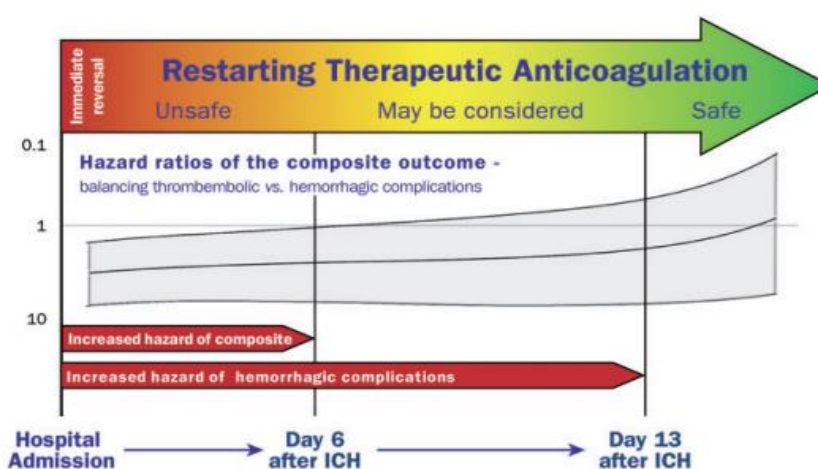 Immediate
reversal
Restarting Therapeutic Anticoagulation
Unsafe
May be considered
Safe
0.1
Hazard ratios of the composite outcome -
balancing thrombembolic vs. hemorrhagic complications
1
10
Increased hazard of composite
Increased hazard of hemorrhagic complications
Hospital
Admission
Day 6
after ICH
Day 13
after ICH